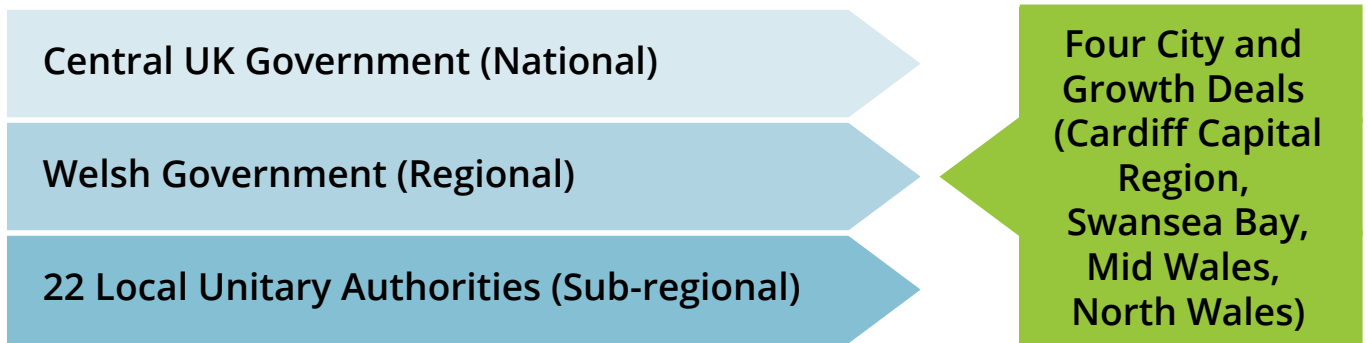 Central UK Government (National)
Welsh Government (Regional)
22 Local Unitary Authorities (Sub-regional)
Four City and
Growth Deals
(Cardiff Capital
Region,
Swansea Bay,
Mid Wales,
North Wales)